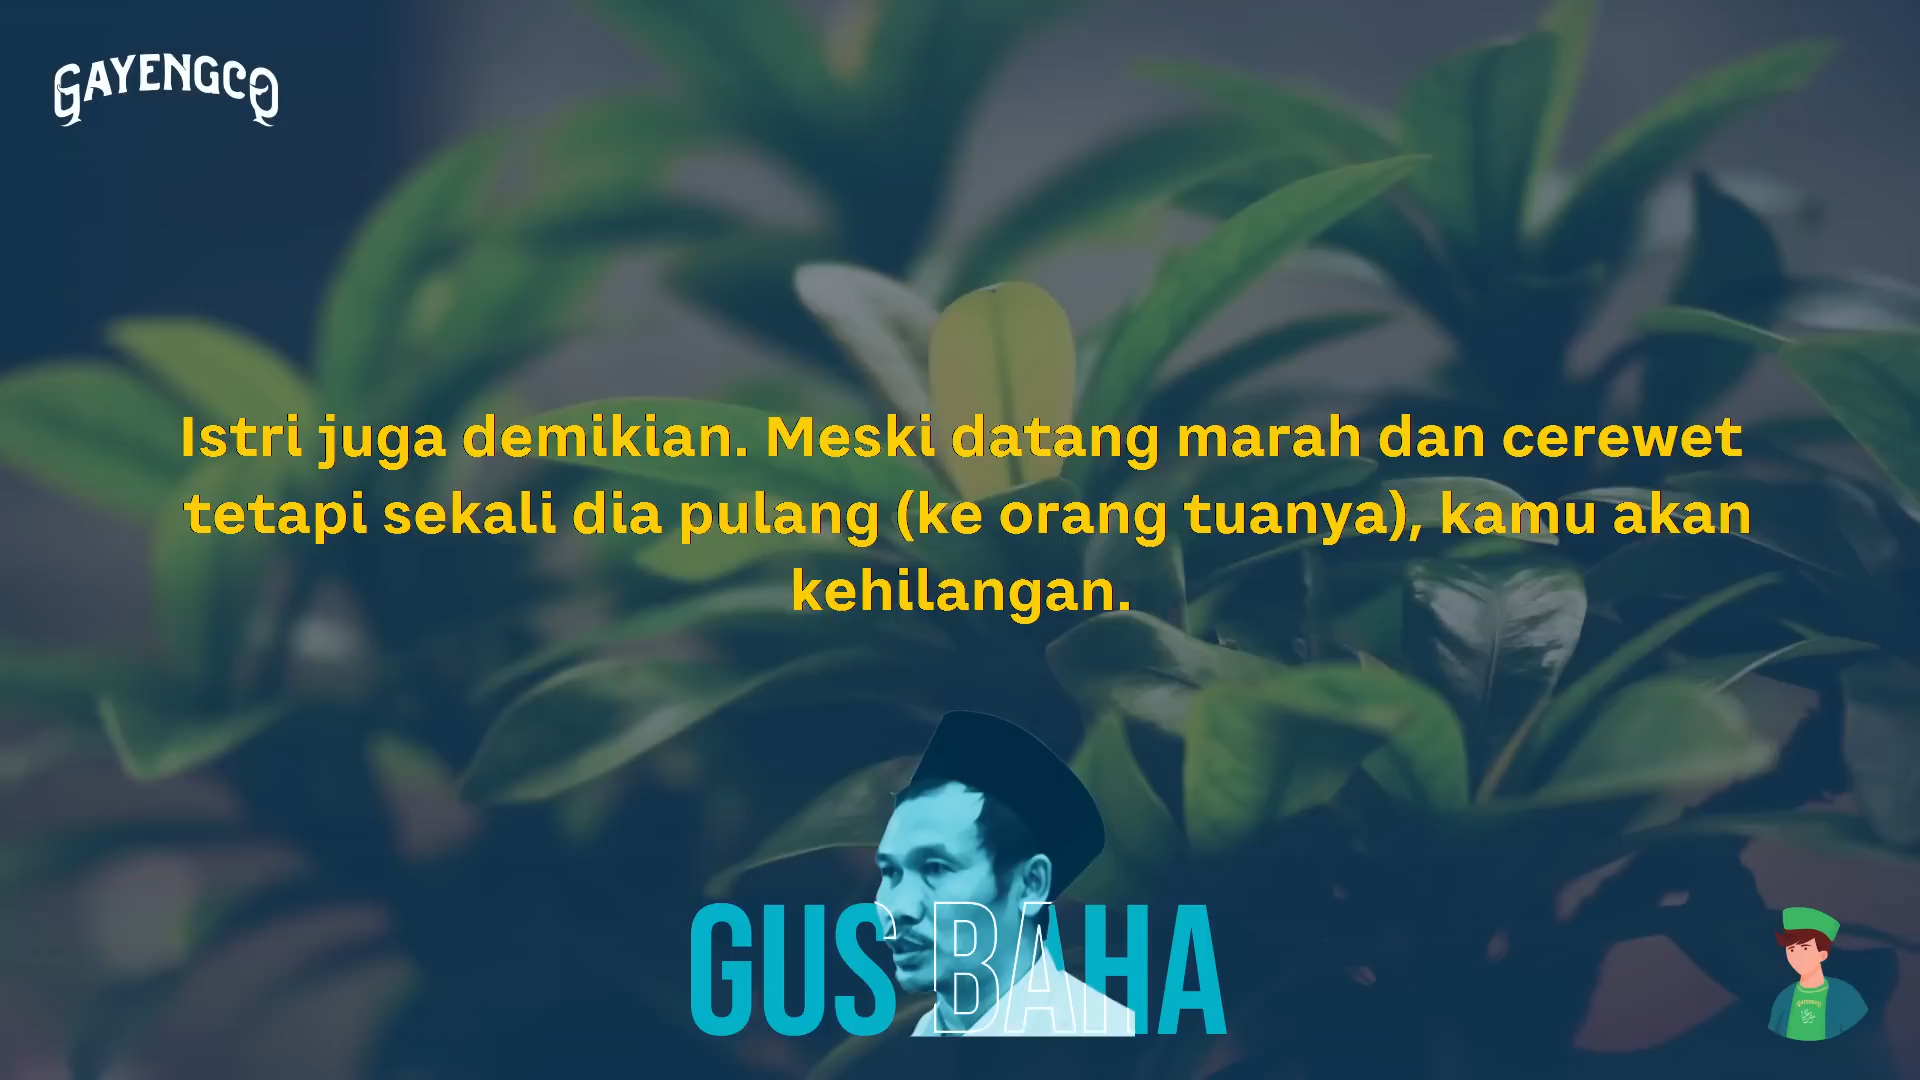 GAYENGCO
Istri juga demikian. Meski datang marah dan cerewet
tetapi sekali dia pulang (ke orang tuanya), kamu akan
kehilangan.
GUS BAHA